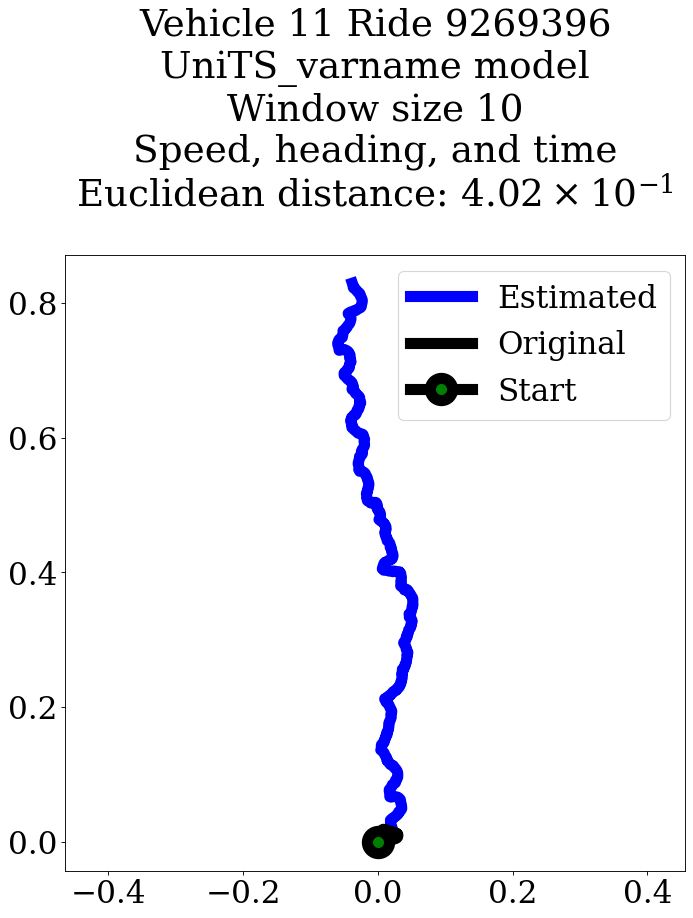 Vehicle 11 Ride 9269396
UniTS_varname model
Window size 10
Speed, heading, and time
Euclidean distance: 4.02 × 10⁻¹
Estimated
Original
Start
0.8
0.6
0.4
0.2
0.0
−0.4 −0.2 0.0 0.2 0.4